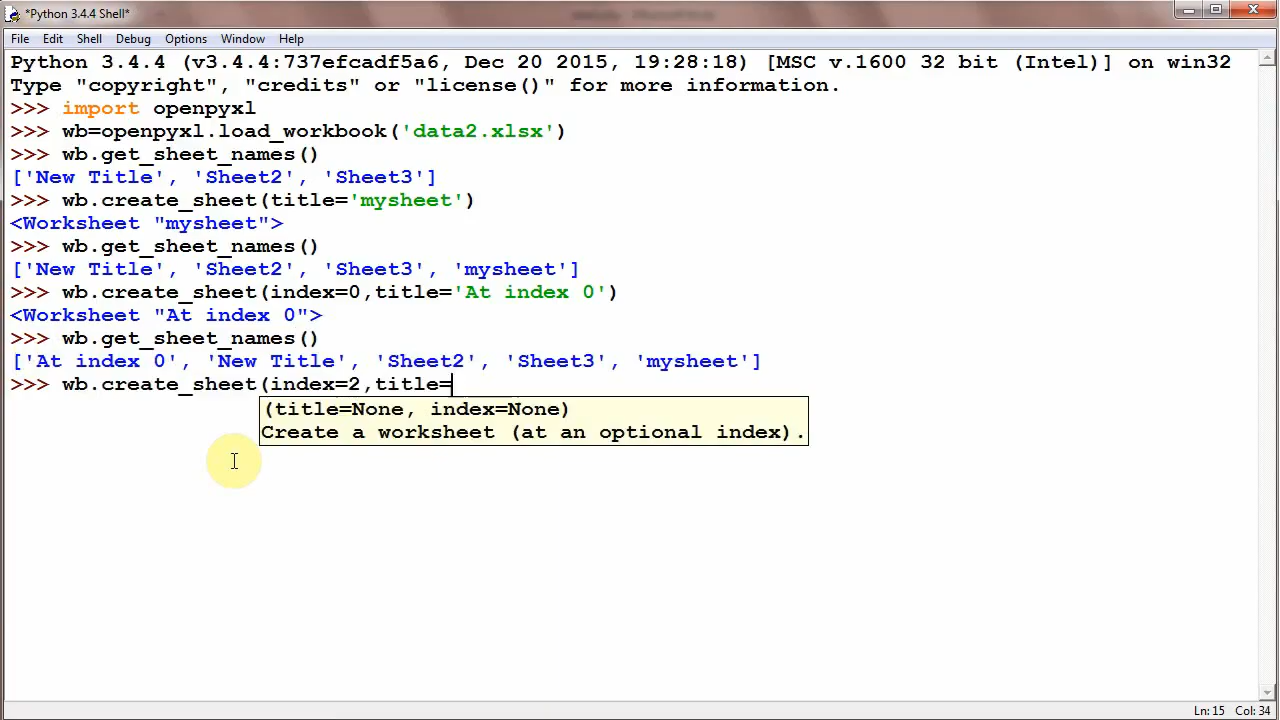 *Python 3.4.4 Shell*
File Edit Shell Debug Options Window Help
Python 3.4.4 (v3.4.4:737efcadf5a6, Dec 20 2015, 19:28:18) [MSC v.1600 32 bit (Intel)] on win32
Type "copyright", "credits" or "license()" for more information.
>>> import openpyxl
>>> wb=openpyxl.load_workbook('data2.xlsx')
>>> wb.get_sheet_names()
['New Title', 'Sheet2', 'Sheet3']
>>> wb.create_sheet(title='mysheet')
<Worksheet "mysheet">
>>> wb.get_sheet_names()
['New Title', 'Sheet2', 'Sheet3', 'mysheet']
>>> wb.create_sheet(index=0,title='At index 0')
<Worksheet "At index 0">
>>> wb.get_sheet_names()
['At index 0', 'New Title', 'Sheet2', 'Sheet3', 'mysheet']
>>> wb.create_sheet(index=2,title=
(title=None, index=None)
Create a worksheet (at an optional index).
Ln: 15 Col: 34